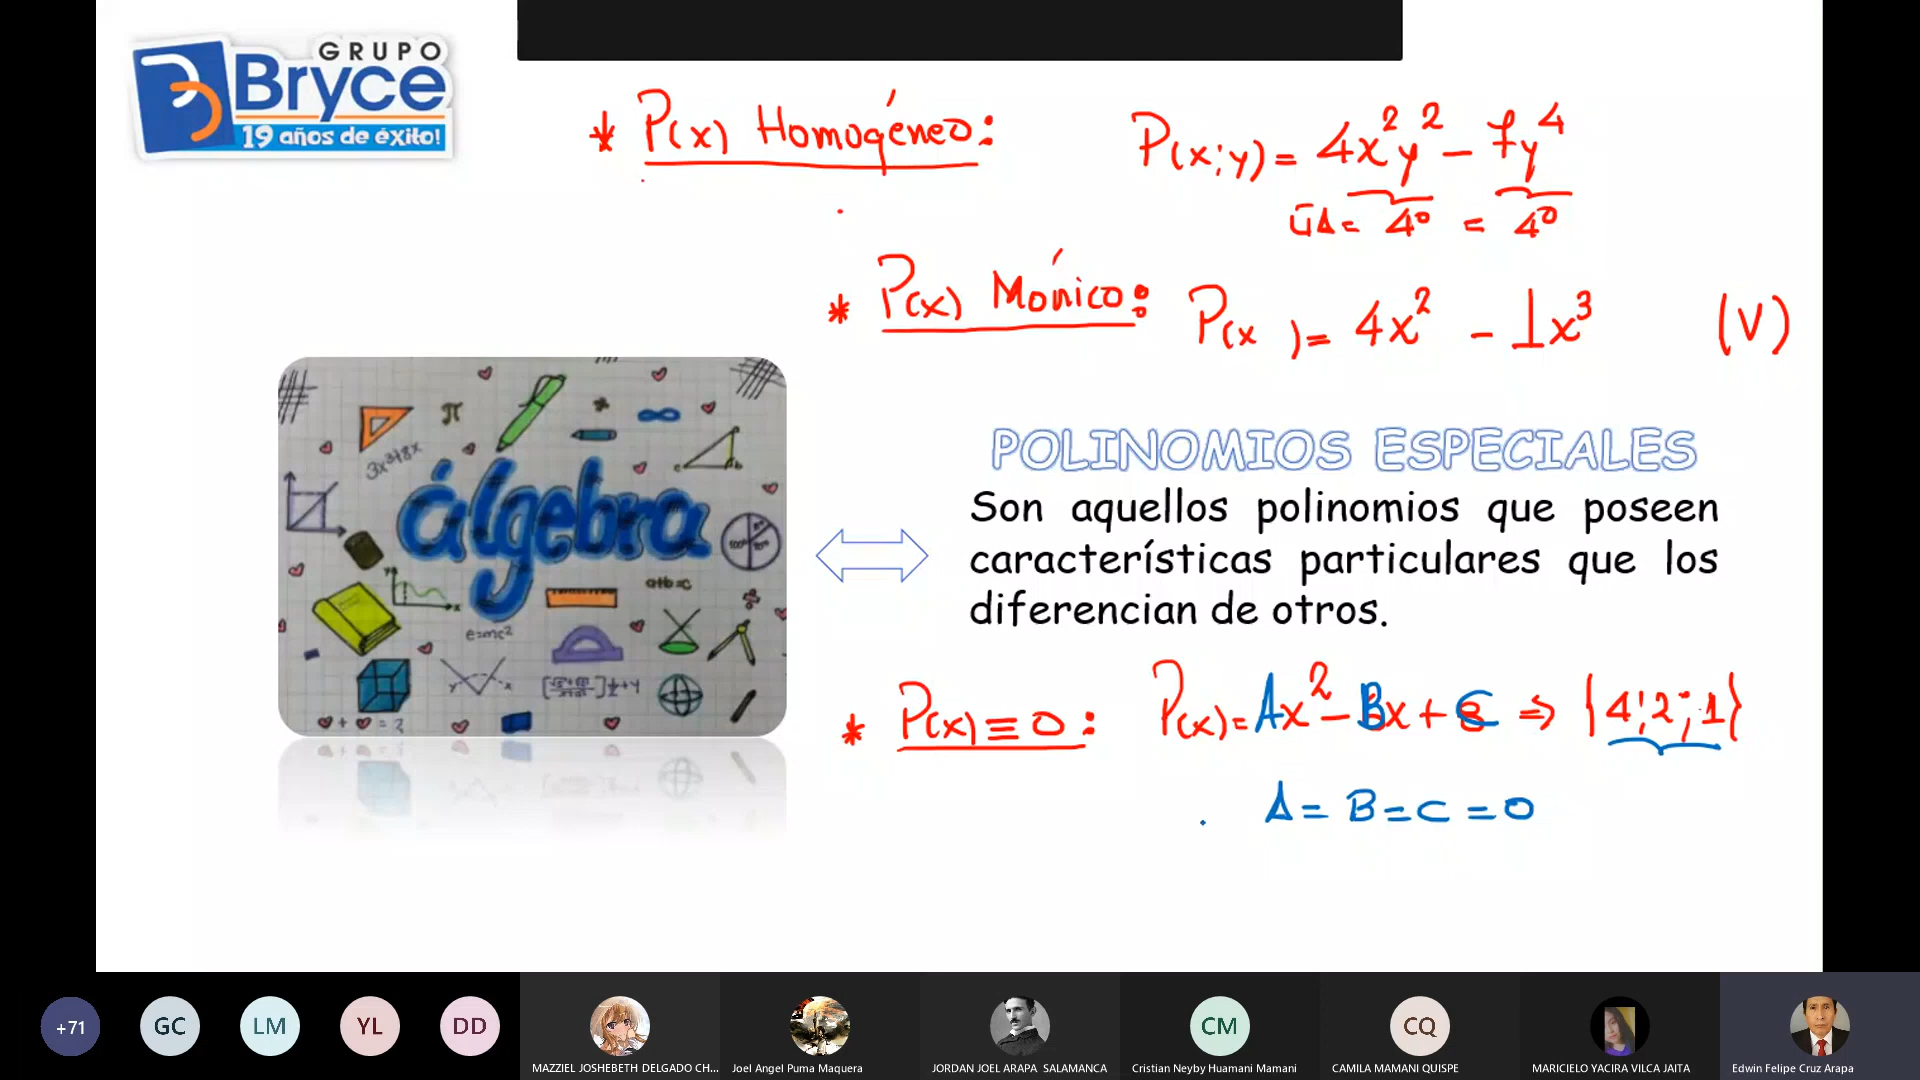 GRUPO
Bryce
19 años de éxito!
* P(x) Homogéneo:
P(x;y) = 4x²y² - 7y⁴
GA = 4° = 4°
* P(x) Mónico: P(x ) = 4x² - 1x³ (V)
π
3x³+8x
álgebra
a+b=c
e=mc²
y x
POLINOMIOS ESPECIALES
Son aquellos polinomios que poseen
características particulares que los
diferencian de otros.
* P(x) ≡ 0: P(x) = Ax² - Bx + C ⇒ {4;2;1}
A = B = C = 0
+71
GC
LM
YL
DD
CM
CQ
MAZZIEL JOSHEBETH DELGADO CH...
Joel Angel Puma Maquera
JORDAN JOEL ARAPA SALAMANCA
Cristian Neyby Huamani Mamani
CAMILA MAMANI QUISPE
MARICIELO YACIRA VILCA JAITA
Edwin Felipe Cruz Arapa